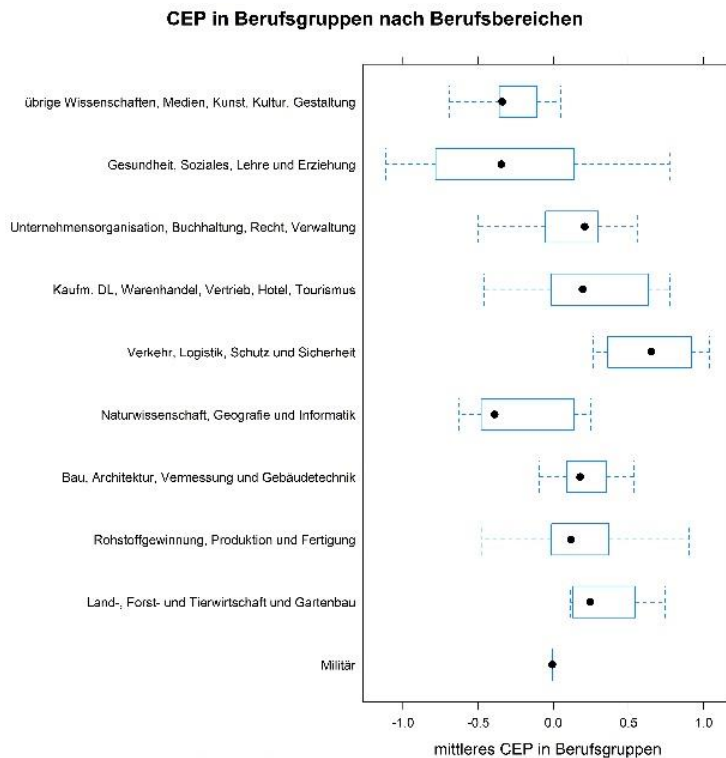 CEP in Berufsgruppen nach Berufsbereichen
übrige Wissenschaften, Medien, Kunst, Kultur, Gestaltung
Gesundheit, Soziales, Lehre und Erziehung
Unternehmensorganisation, Buchhaltung, Recht, Verwaltung
Kaufm. DL, Warenhandel, Vertrieb, Hotel, Tourismus
Verkehr, Logistik, Schutz und Sicherheit
Naturwissenschaft, Geografie und Informatik
Bau, Architektur, Vermessung und Gebäudetechnik
Rohstoffgewinnung, Produktion und Fertigung
Land-, Forst- und Tierwirtschaft und Gartenbau
Militär
-1.0 -0.5 0.0 0.5 1.0
mittleres CEP in Berufsgruppen